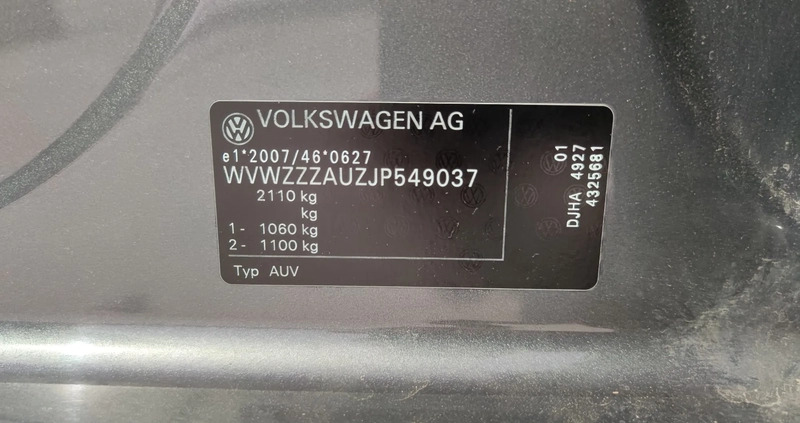 VOLKSWAGEN AG
e1*2007/46*0627
WVWZZZAUZJP549037
2110 kg
kg
1- 1060 kg
2- 1100 kg
Typ AUV
01
DJHA 4927
4325681